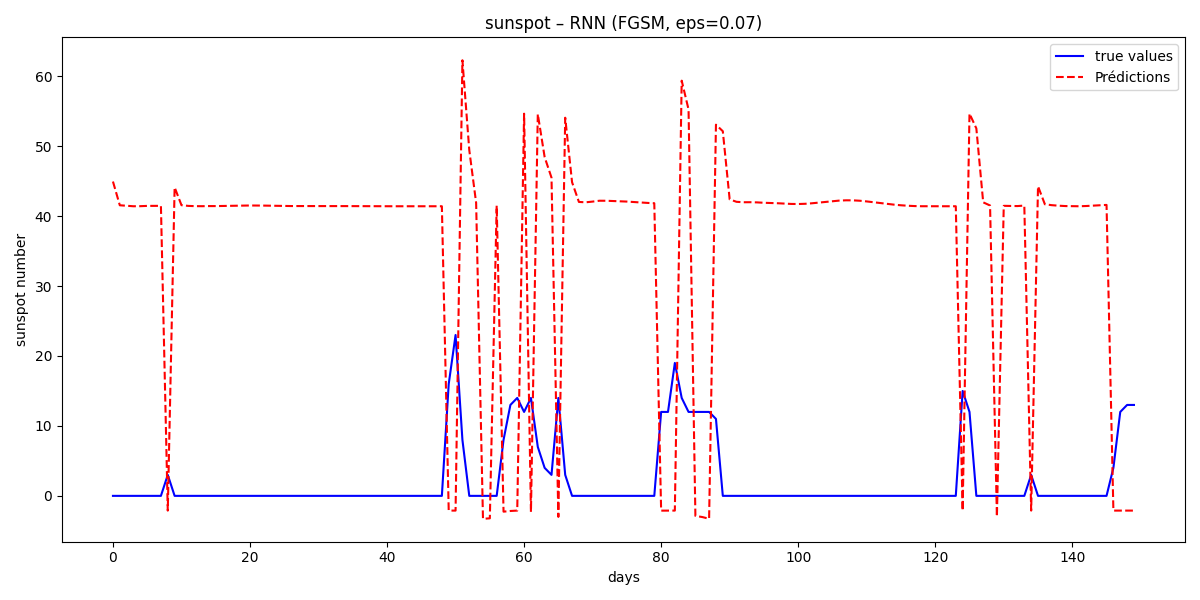 sunspot – RNN (FGSM, eps=0.07)
true values
Prédictions
sunspot number
60
50
40
30
20
10
0
0 20 40 60 80 100 120 140
days